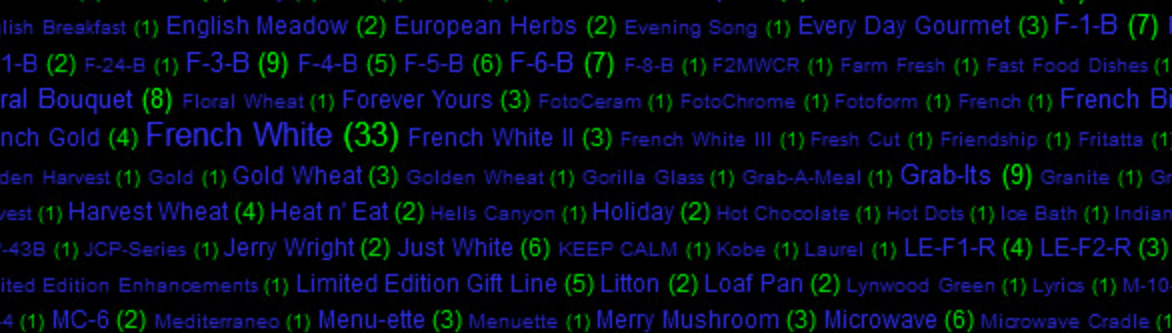 lish Breakfast (1) English Meadow (2) European Herbs (2) Evening Song (1) Every Day Gourmet (3) F-1-B (7)
1-B (2) F-24-B (1) F-3-B (9) F-4-B (5) F-5-B (6) F-6-B (7) F-8-B (1) F2MWCR (1) Farm Fresh (1) Fast Food Dishes (1
ral Bouquet (8) Floral Wheat (1) Forever Yours (3) FotoCeram (1) FotoChrome (1) Fotoform (1) French (1) French Bi
nch Gold (4) French White (33) French White II (3) French White III (1) Fresh Cut (1) Friendship (1) Fritatta (1
den Harvest (1) Gold (1) Gold Wheat (3) Golden Wheat (1) Gorilla Glass (1) Grab-A-Meal (1) Grab-Its (9) Granite (1) Gr
vest (1) Harvest Wheat (4) Heat n' Eat (2) Hells Canyon (1) Holiday (2) Hot Chocolate (1) Hot Dots (1) Ice Bath (1) Indian
-43B (1) JCP-Series (1) Jerry Wright (2) Just White (6) KEEP CALM (1) Kobe (1) Laurel (1) LE-F1-R (4) LE-F2-R (3)
ited Edition Enhancements (1) Limited Edition Gift Line (5) Litton (2) Loaf Pan (2) Lynwood Green (1) Lyrics (1) M-10-
-4 (1) MC-6 (2) Mediterraneo (1) Menu-ette (3) Menuette (1) Merry Mushroom (3) Microwave (6) Microwave Cradle (1